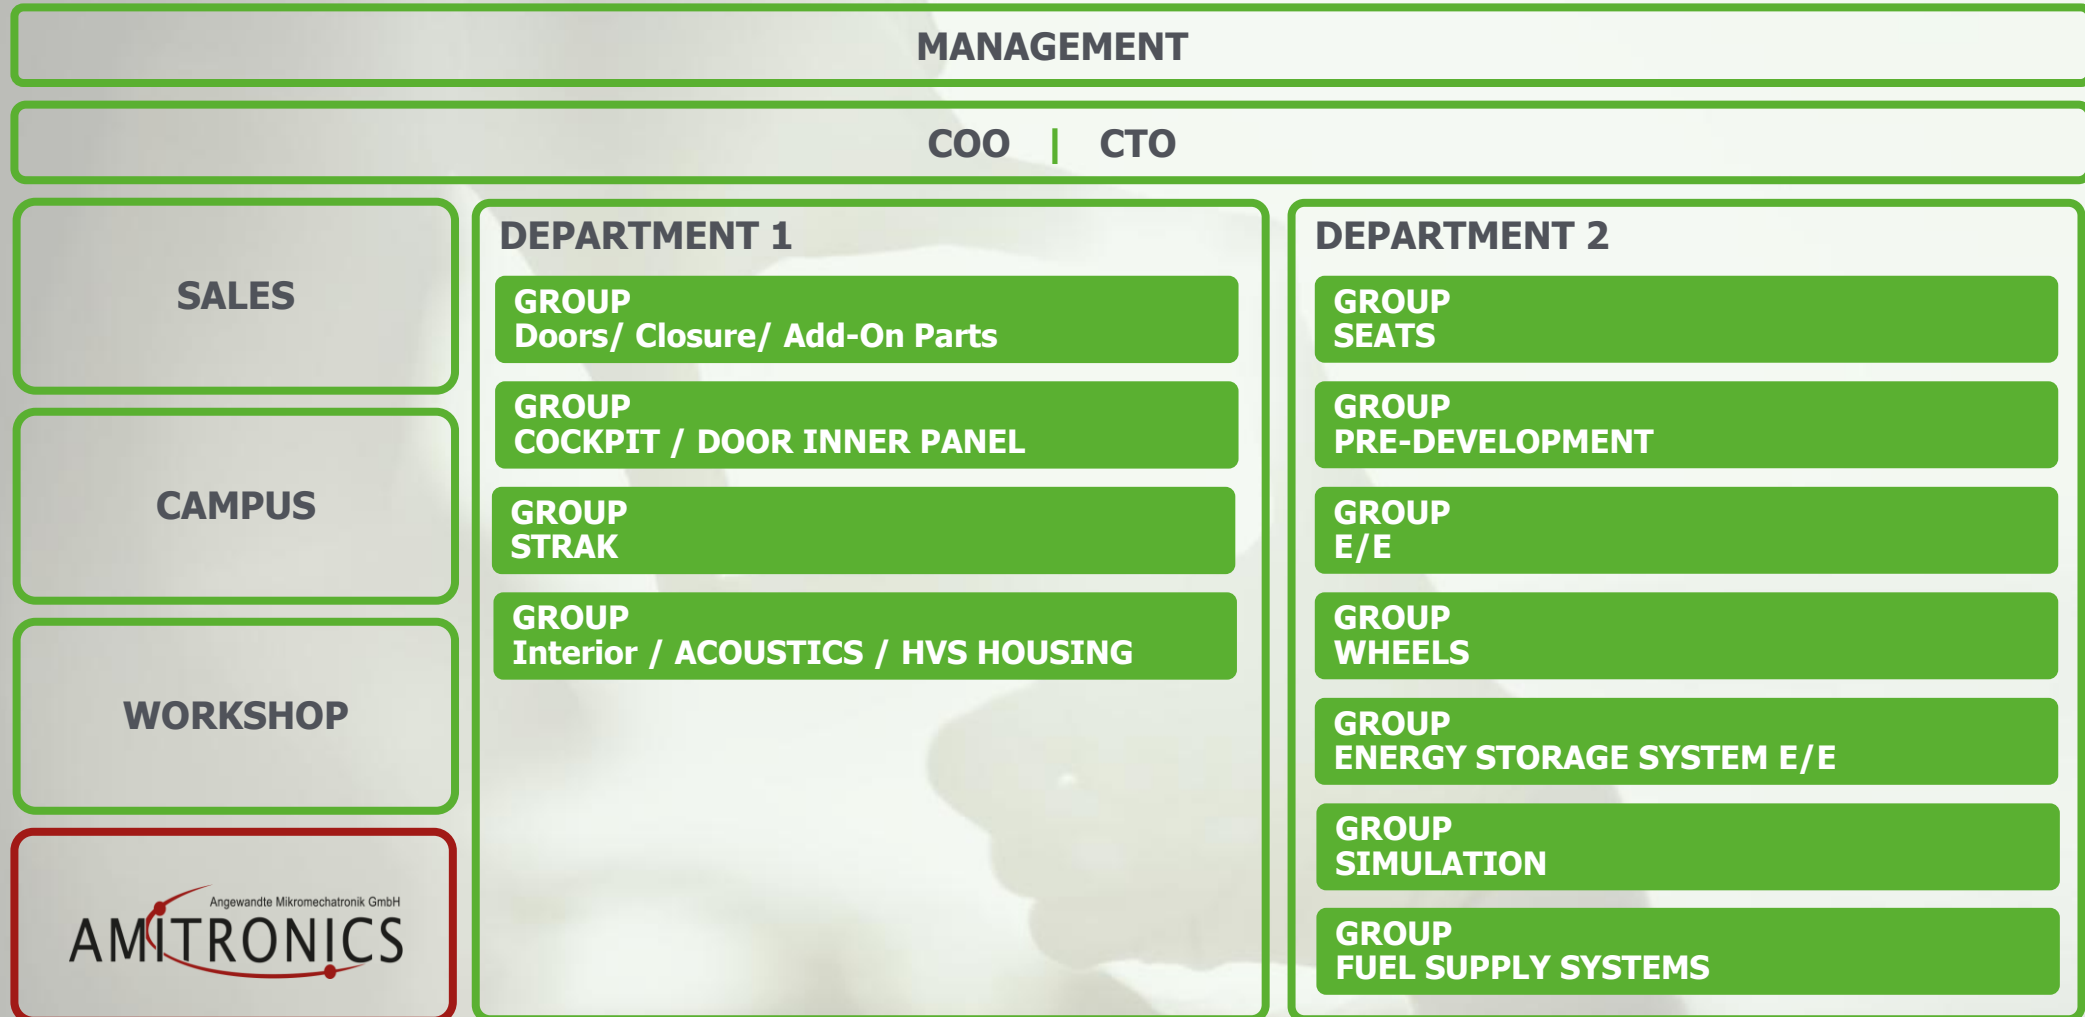 MANAGEMENT
COO | CTO
SALES
CAMPUS
WORKSHOP
Angewandte Mikromechatronik GmbH
AMITRONICS
DEPARTMENT 1
GROUP
Doors/ Closure/ Add-On Parts
GROUP
COCKPIT / DOOR INNER PANEL
GROUP
STRAK
GROUP
Interior / ACOUSTICS / HVS HOUSING
DEPARTMENT 2
GROUP
SEATS
GROUP
PRE-DEVELOPMENT
GROUP
E/E
GROUP
WHEELS
GROUP
ENERGY STORAGE SYSTEM E/E
GROUP
SIMULATION
GROUP
FUEL SUPPLY SYSTEMS